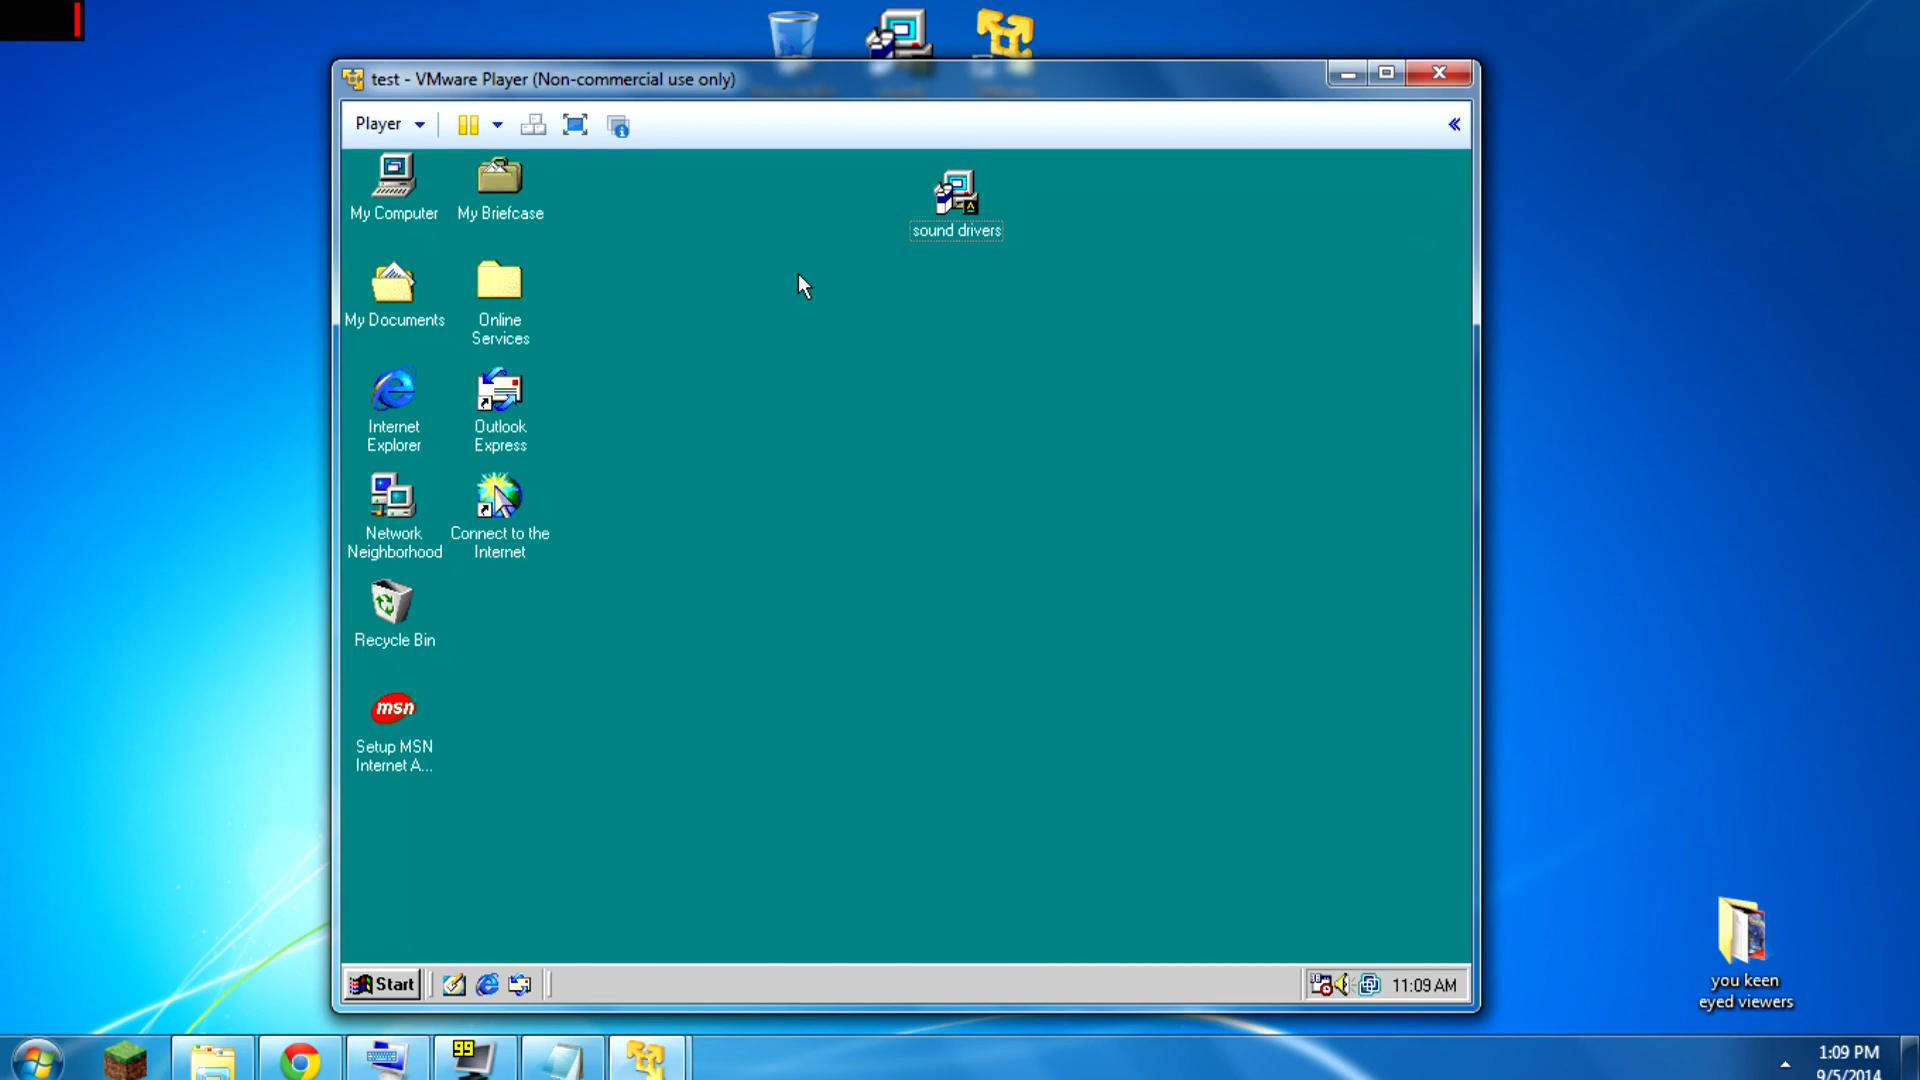 test - VMware Player (Non-commercial use only)
Player
My Computer
My Briefcase
sound drivers
My Documents
Online
Services
Internet
Explorer
Outlook
Express
Network
Neighborhood
Connect to the
Internet
Recycle Bin
msn
Setup MSN
Internet A...
Start
11:09 AM
you keen
eyed viewers
99
1:09 PM
9/5/2014